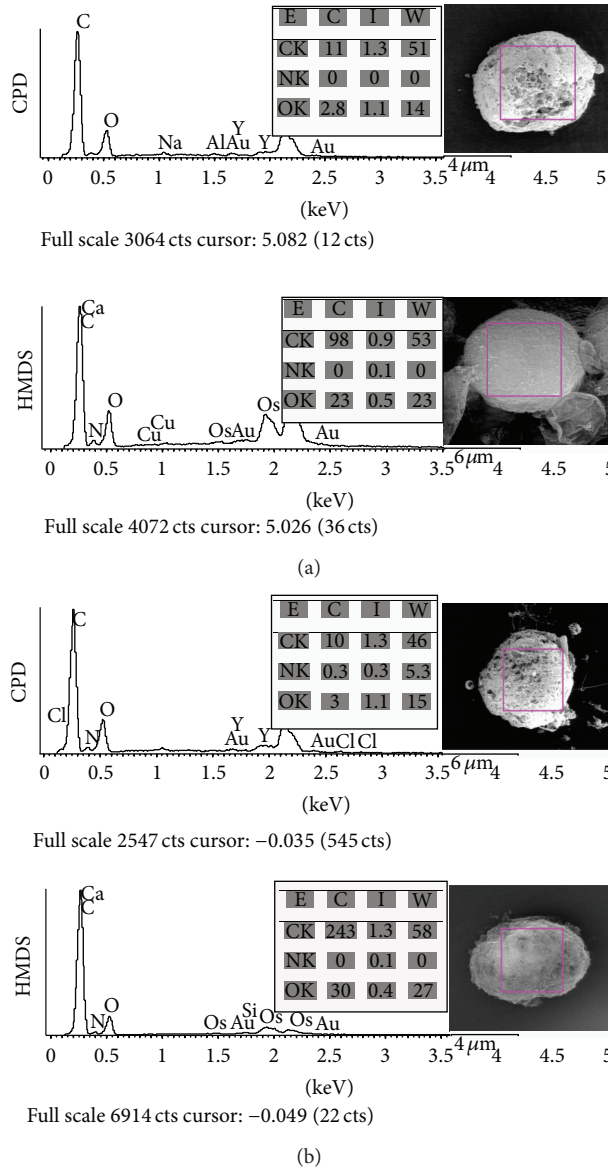 CPD
C
O
Na
Al
Au
Y
Y
Au
E C I W
CK 11 1.3 51
NK 0 0 0
OK 2.8 1.1 14
4 μm
0 0.5 1 1.5 2 2.5 3 3.5 4 4.5 5
(keV)
Full scale 3064 cts cursor: 5.082 (12 cts)
HMDS
Ca
C
N
O
Cu
Cu
Os
Au
Os
Au
E C I W
CK 98 0.9 53
NK 0 0.1 0
OK 23 0.5 23
6 μm
0 0.5 1 1.5 2 2.5 3 3.5 4 4.5 5
(keV)
Full scale 4072 cts cursor: 5.026 (36 cts)
(a)
CPD
Cl
C
N
O
Y
Au
Y
Au
Cl
Cl
E C I W
CK 10 1.3 46
NK 0.3 0.3 5.3
OK 3 1.1 15
6 μm
0 0.5 1 1.5 2 2.5 3 3.5 4 4.5 5
(keV)
Full scale 2547 cts cursor: −0.035 (545 cts)
HMDS
Ca
C
N
O
Os
Au
Si
Os
Os
Au
E C I W
CK 243 1.3 58
NK 0 0.1 0
OK 30 0.4 27
4 μm
0 0.5 1 1.5 2 2.5 3 3.5 4 4.5 5
(keV)
Full scale 6914 cts cursor: −0.049 (22 cts)
(b)